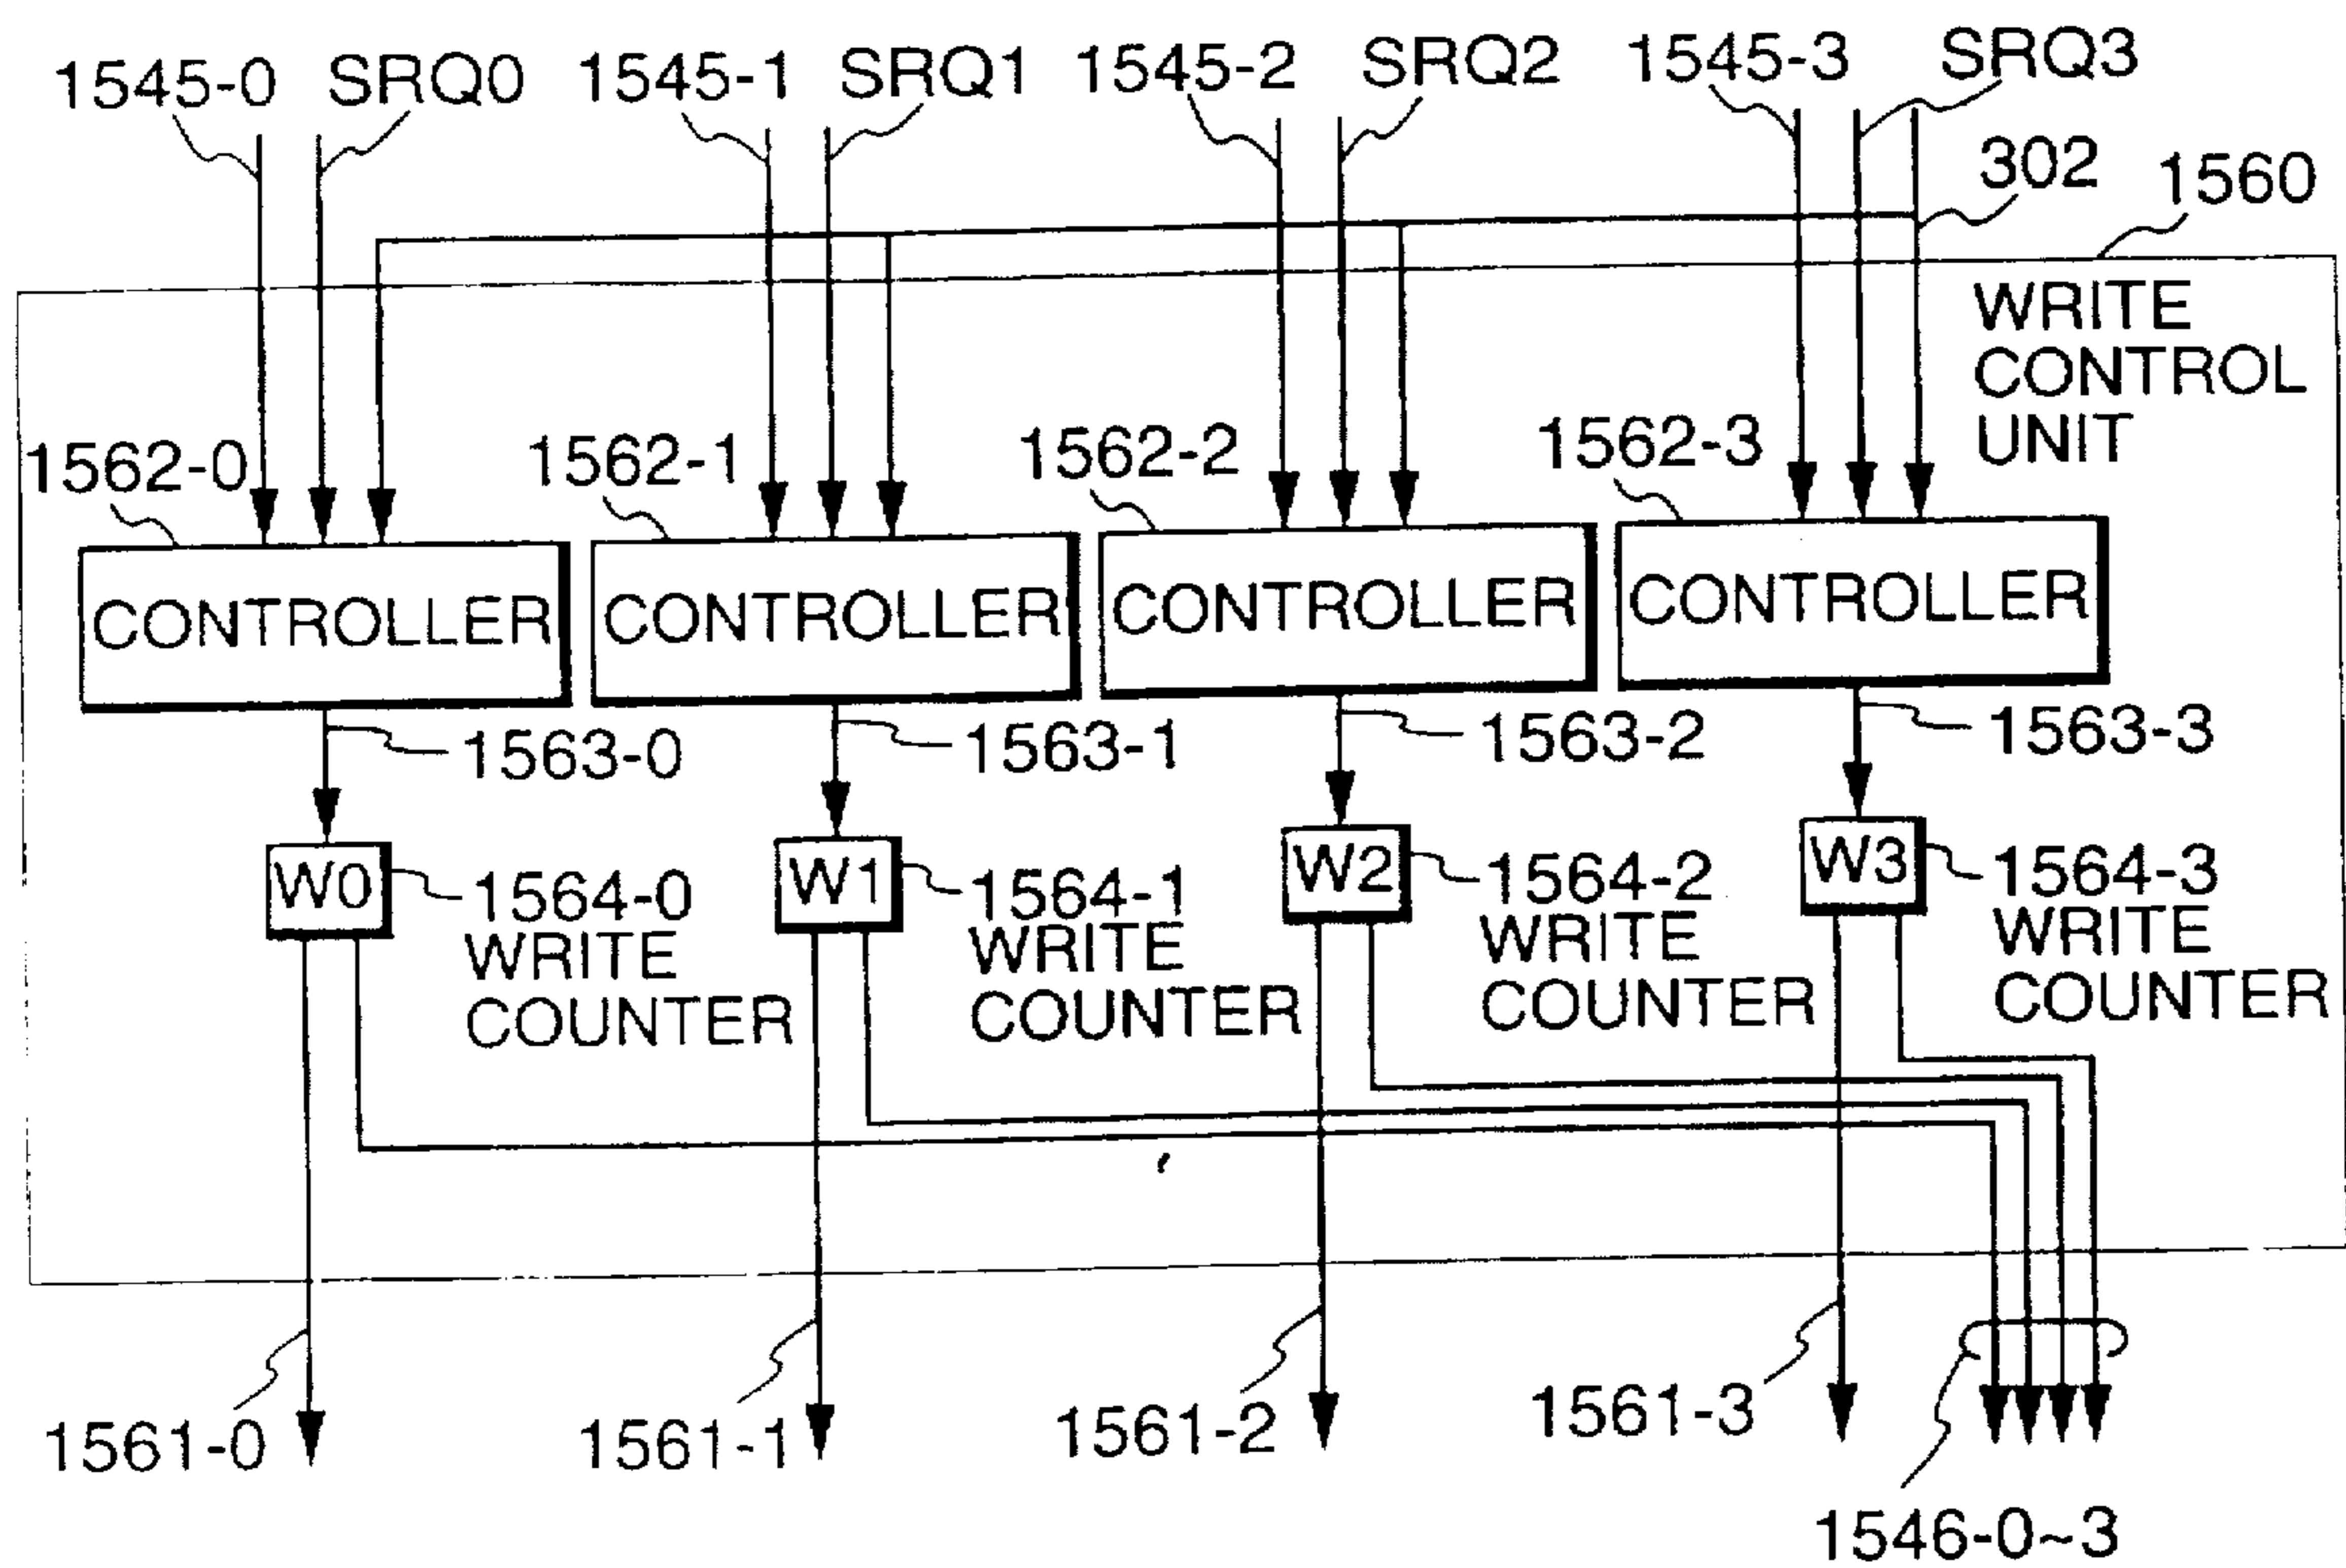 1545-0 SRQ0 1545-1 SRQ1 1545-2 SRQ2 1545-3 SRQ3
302
1560
WRITE
CONTROL
UNIT
1562-0 1562-1 1562-2 1562-3
CONTROLLER CONTROLLER CONTROLLER CONTROLLER
1563-0 1563-1 1563-2 1563-3
W0 1564-0 W1 1564-1 W2 1564-2 W3 1564-3
WRITE WRITE WRITE WRITE
COUNTER COUNTER COUNTER COUNTER
1561-0 1561-1 1561-2 1561-3
1546-0~3